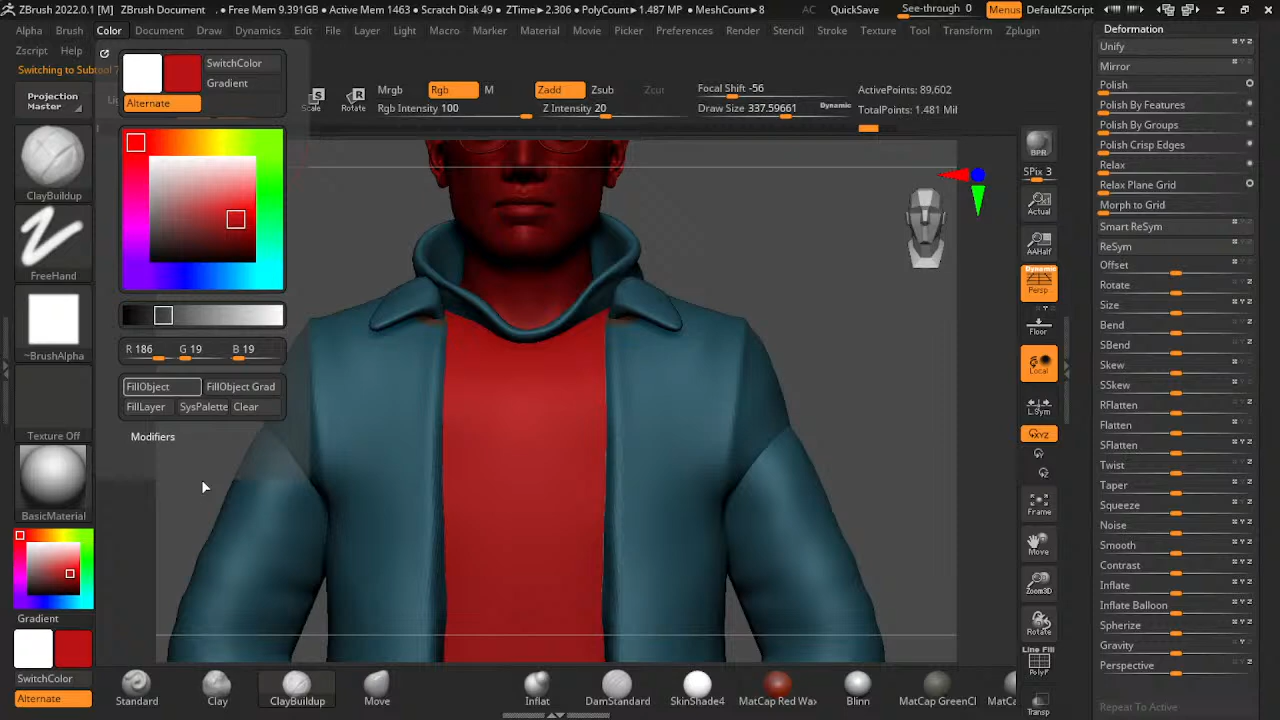 ZBrush 2022.0.1 [M] ZBrush Document . • Free Mem 9.391GB • Active Mem 1463 • Scratch Disk 49 • ZTime►2.306 • PolyCount►1.487 MP • MeshCount►8 AC QuickSave See-through 0 Menus DefaultZScript
Alpha Brush Color Document Draw Dynamics Edit File Layer Light Macro Marker Material Movie Picker Preferences Render Stencil Stroke Texture Tool Transform Zplugin
Zscript Help
Switching to Subtool 7
Projection Master
SwitchColor
Gradient
Alternate
Scale
Rotate
Mrgb Rgb M
Rgb Intensity 100
Zadd Zsub Zcut
Z Intensity 20
Focal Shift -56
Draw Size 337.59661 Dynamic
ActivePoints: 89,602
TotalPoints: 1.481 Mil
ClayBuildup
FreeHand
~BrushAlpha
Texture Off
BasicMaterial
Gradient
SwitchColor
Alternate
R 186 G 19 B 19
FillObject FillObject Grad
FillLayer SysPalette Clear
Modifiers
BPR
SPix 3
Actual
AAHalf
Dynamic
Persp
Floor
Local
L.Sym
XYZ
Frame
Move
Zoom3D
Rotate
Line Fill
PolyF
Transp
Deformation
Unify
Mirror
Polish
Polish By Features
Polish By Groups
Polish Crisp Edges
Relax
Relax Plane Grid
Morph to Grid
Smart ReSym
ReSym
Offset
Rotate
Size
Bend
SBend
Skew
SSkew
RFlatten
Flatten
SFlatten
Twist
Taper
Squeeze
Noise
Smooth
Contrast
Inflate
Inflate Balloon
Spherize
Gravity
Perspective
Repeat To Active
Standard Clay ClayBuildup Move Inflat DamStandard SkinShade4 MatCap Red Wax Blinn MatCap GreenCl MatCa